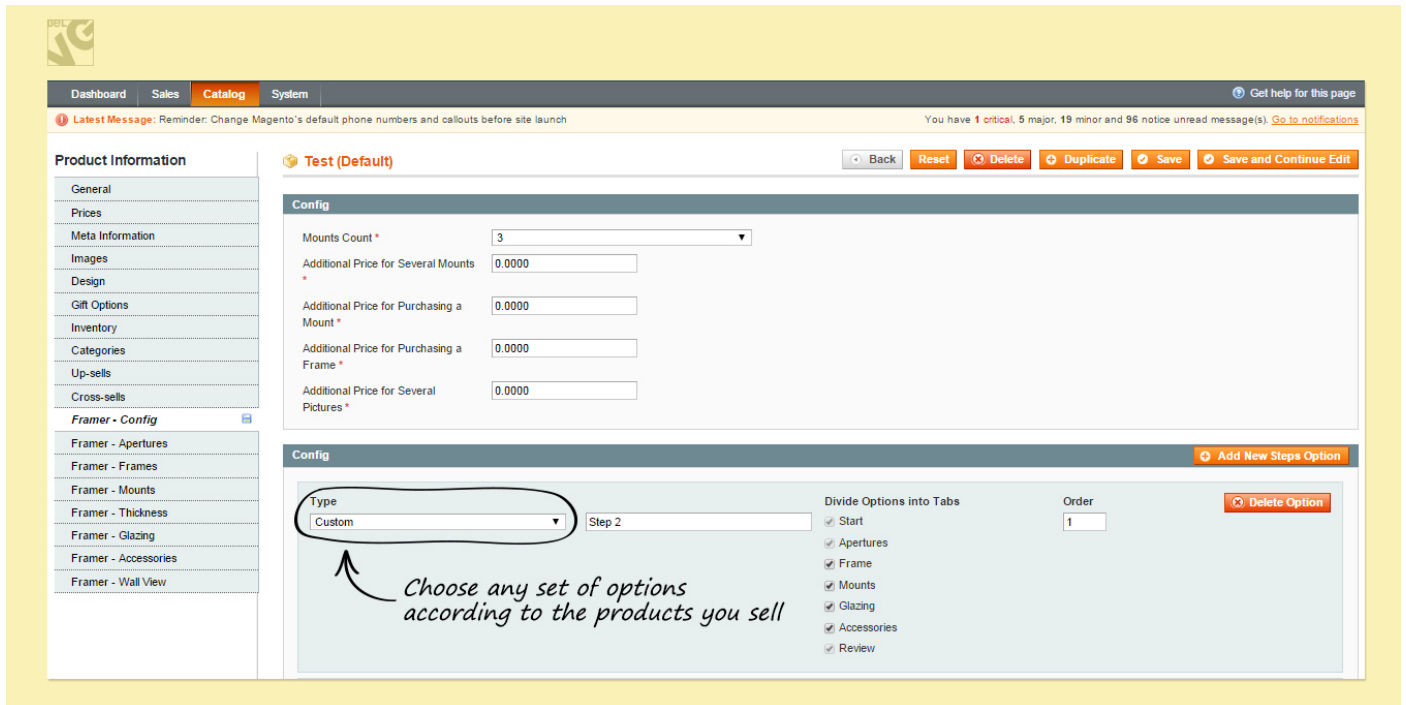 BelVG
Dashboard Sales Catalog System Get help for this page
Latest Message: Reminder: Change Magento's default phone numbers and callouts before site launch You have 1 critical, 5 major, 19 minor and 96 notice unread message(s). Go to notifications
Product Information
General
Prices
Meta Information
Images
Design
Gift Options
Inventory
Categories
Up-sells
Cross-sells
Framer - Config
Framer - Apertures
Framer - Frames
Framer - Mounts
Framer - Thickness
Framer - Glazing
Framer - Accessories
Framer - Wall View
Test (Default) Back Reset Delete Duplicate Save Save and Continue Edit
Config
Mounts Count * 3
Additional Price for Several Mounts 0.0000
*
Additional Price for Purchasing a 0.0000
Mount *
Additional Price for Purchasing a 0.0000
Frame *
Additional Price for Several 0.0000
Pictures *
Config Add New Steps Option
Type Divide Options into Tabs Order Delete Option
Custom Step 2 Start 1
Apertures
Frame
Mounts
Glazing
Accessories
Review
Choose any set of options
according to the products you sell